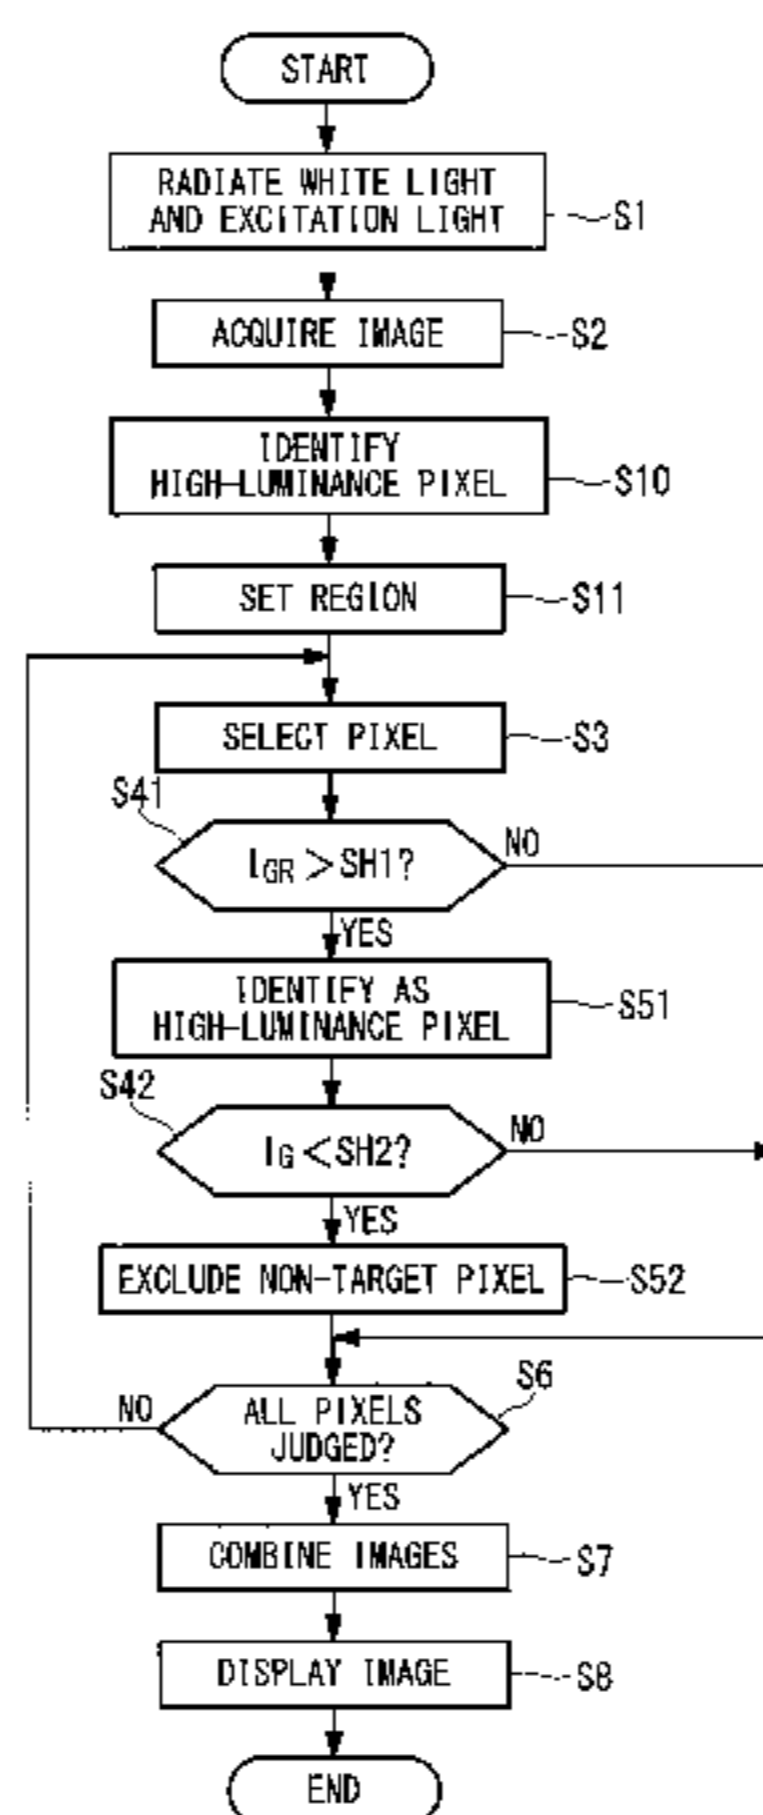 START
RADIATE WHITE LIGHT
AND EXCITATION LIGHT
S1
ACQUIRE IMAGE
S2
IDENTIFY
HIGH-LUMINANCE PIXEL
S10
SET REGION
S11
SELECT PIXEL
S3
S41
IGR > SH1?
NO
YES
IDENTIFY AS
HIGH-LUMINANCE PIXEL
S51
S42
IG < SH2?
NO
YES
EXCLUDE NON-TARGET PIXEL
S52
S6
NO
ALL PIXELS
JUDGED?
YES
COMBINE IMAGES
S7
DISPLAY IMAGE
S8
END